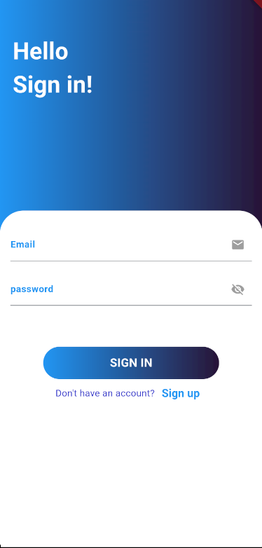 Hello
Sign in!
Email
password
SIGN IN
Don't have an account? Sign up